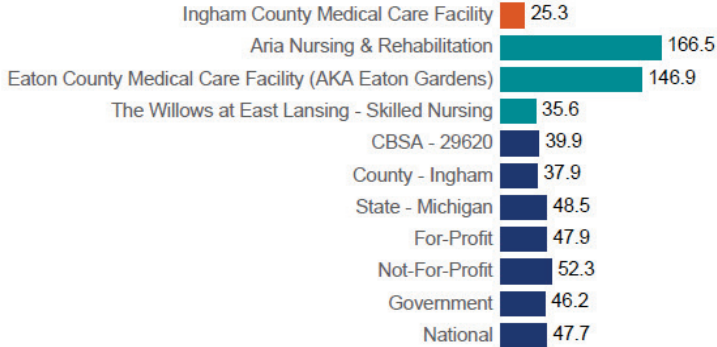 Ingham County Medical Care Facility 25.3
Aria Nursing & Rehabilitation 166.5
Eaton County Medical Care Facility (AKA Eaton Gardens) 146.9
The Willows at East Lansing - Skilled Nursing 35.6
CBSA - 29620 39.9
County - Ingham 37.9
State - Michigan 48.5
For-Profit 47.9
Not-For-Profit 52.3
Government 46.2
National 47.7